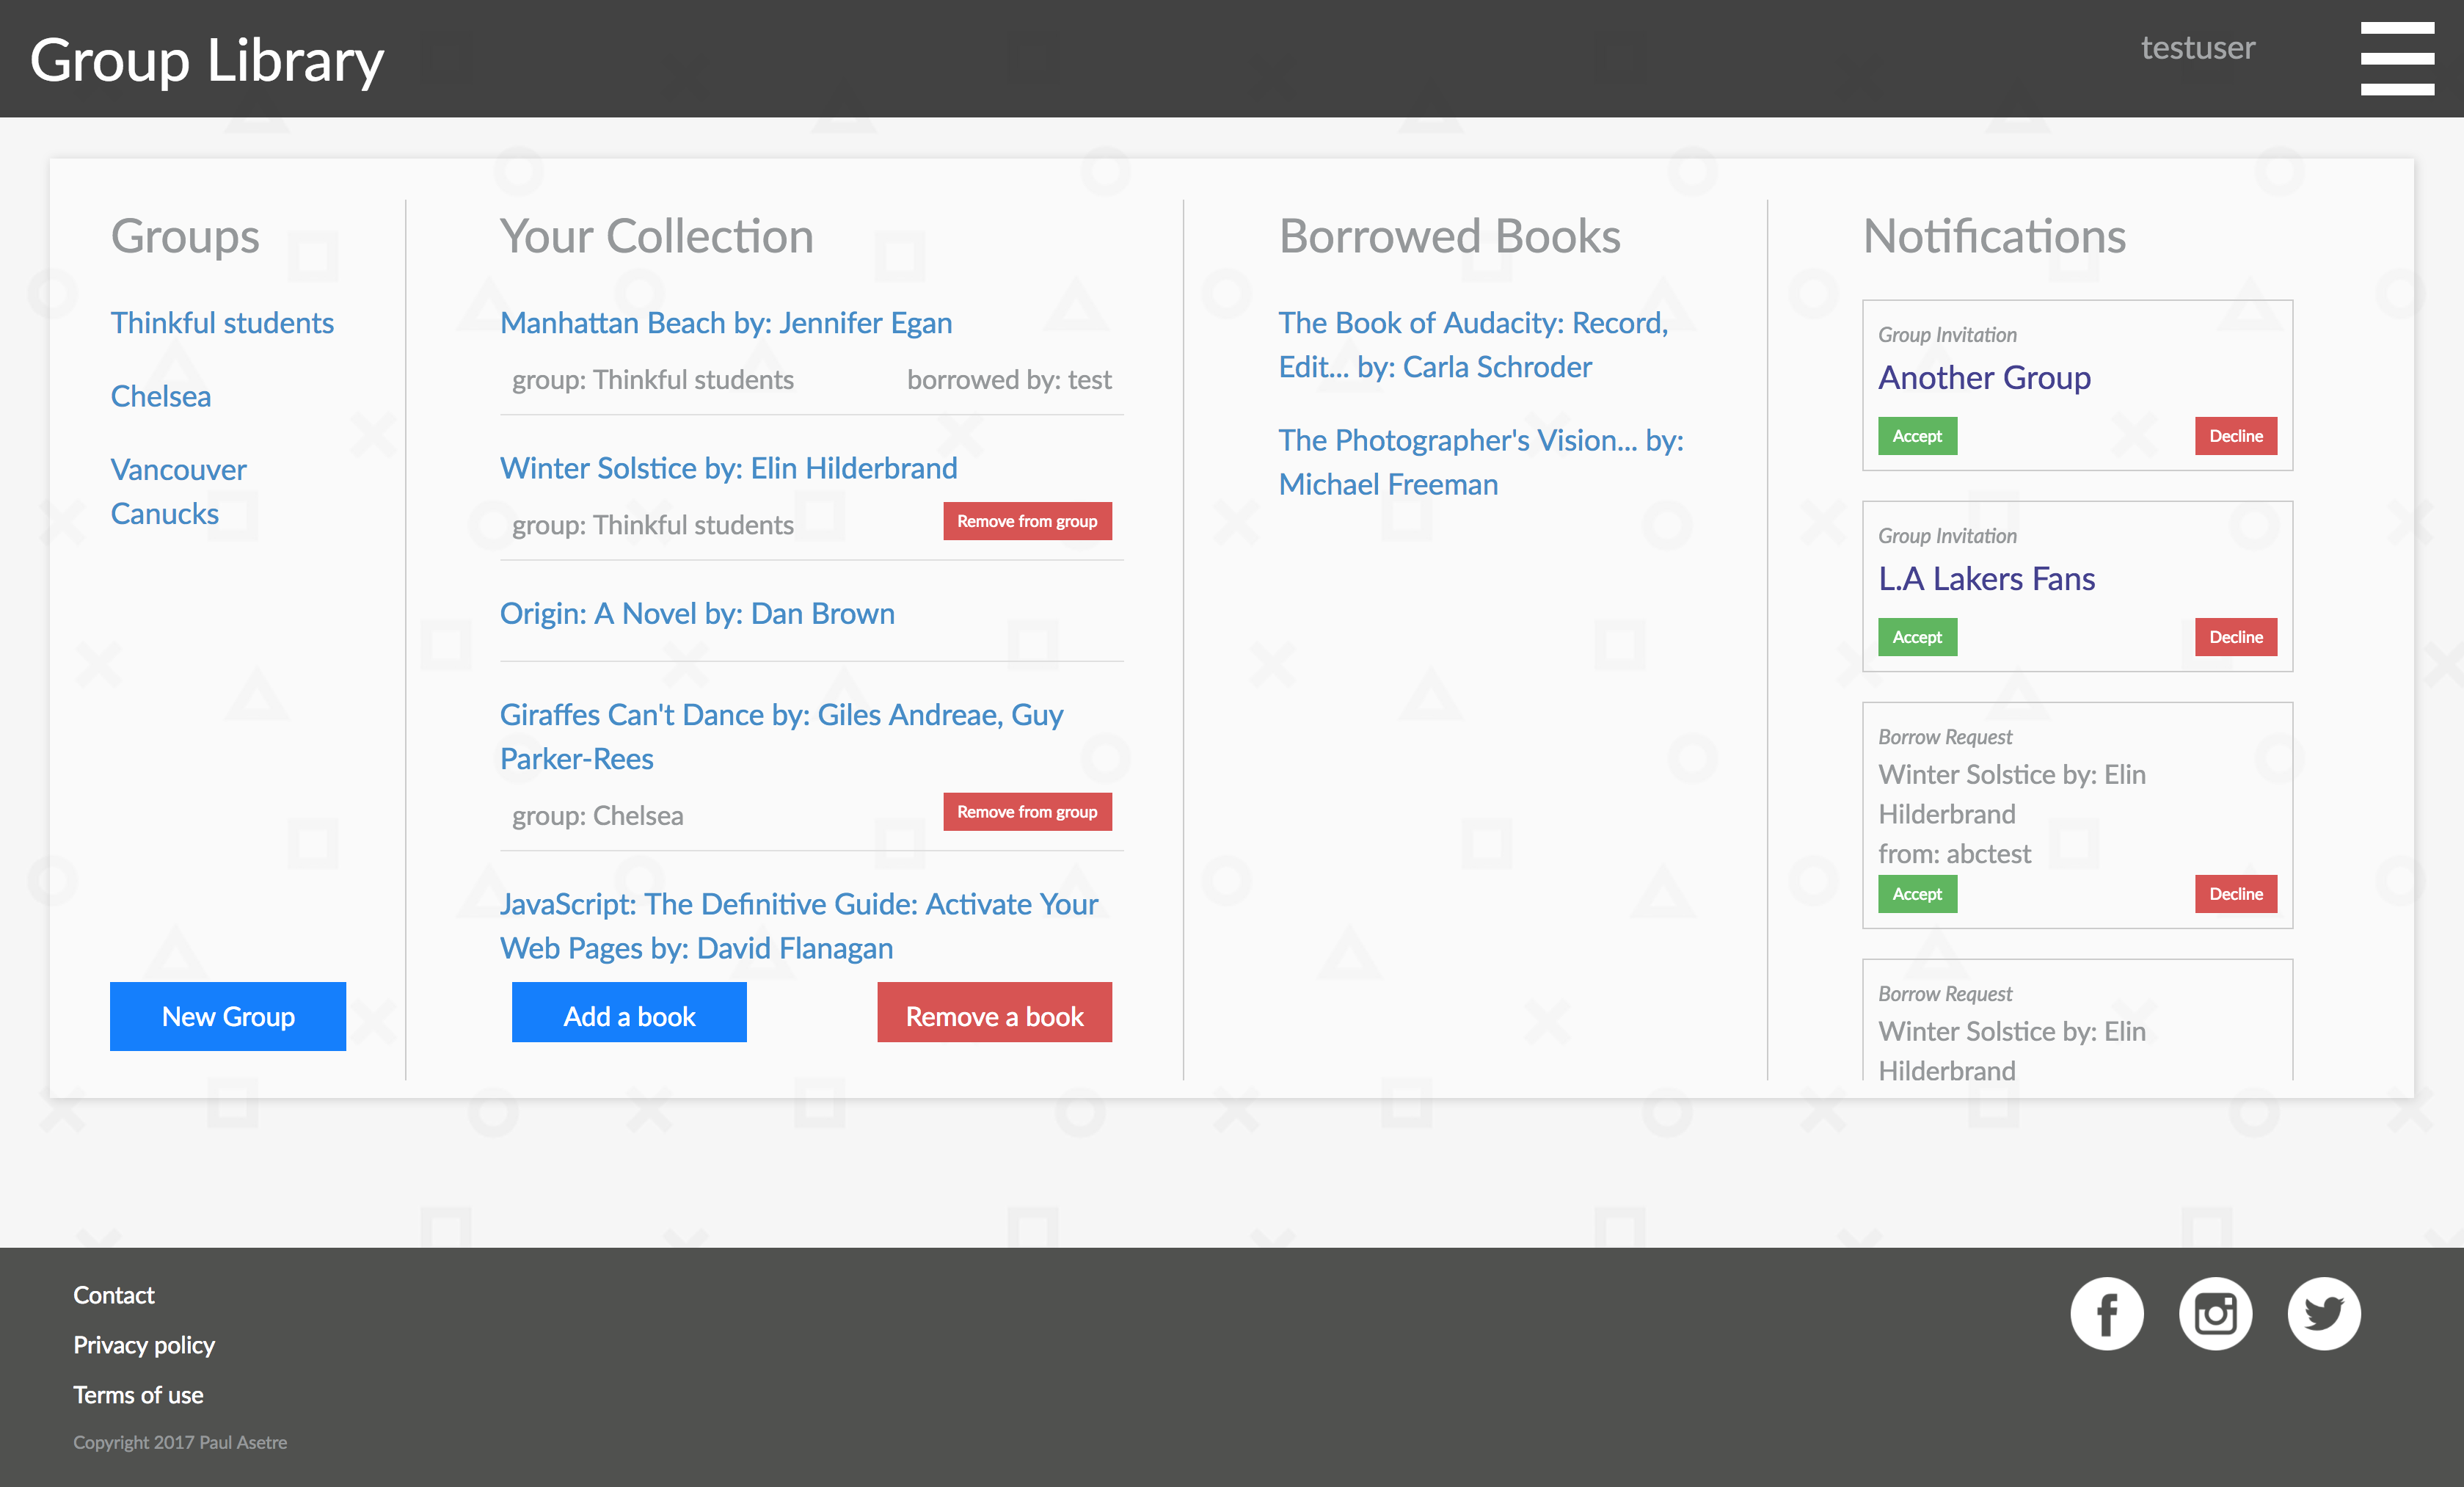 Group Library
testuser
Groups
Thinkful students
Chelsea
Vancouver
Canucks
New Group
Your Collection
Manhattan Beach by: Jennifer Egan
group: Thinkful students
borrowed by: test
Winter Solstice by: Elin Hilderbrand
group: Thinkful students
Remove from group
Origin: A Novel by: Dan Brown
Giraffes Can't Dance by: Giles Andreae, Guy
Parker-Rees
group: Chelsea
Remove from group
JavaScript: The Definitive Guide: Activate Your
Web Pages by: David Flanagan
Add a book
Remove a book
Borrowed Books
The Book of Audacity: Record,
Edit... by: Carla Schroder
The Photographer's Vision... by:
Michael Freeman
Notifications
Group Invitation
Another Group
Accept
Decline
Group Invitation
L.A Lakers Fans
Accept
Decline
Borrow Request
Winter Solstice by: Elin
Hilderbrand
from: abctest
Accept
Decline
Borrow Request
Winter Solstice by: Elin
Hilderbrand
Contact
Privacy policy
Terms of use
Copyright 2017 Paul Asetre